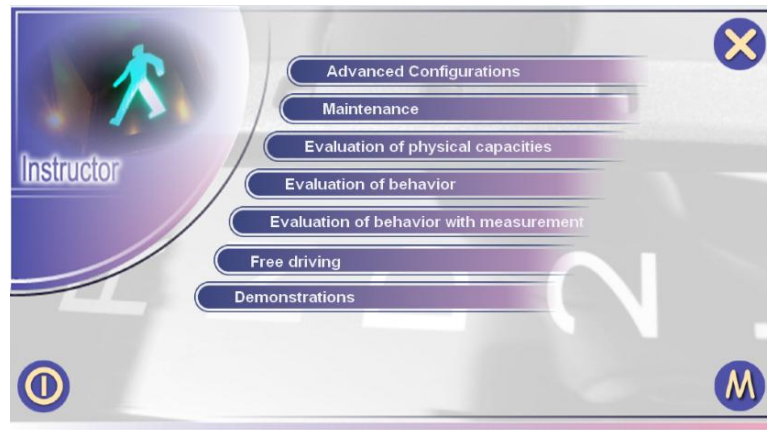 Instructor
Advanced Configurations
Maintenance
Evaluation of physical capacities
Evaluation of behavior
Evaluation of behavior with measurement
Free driving
Demonstrations
2
M